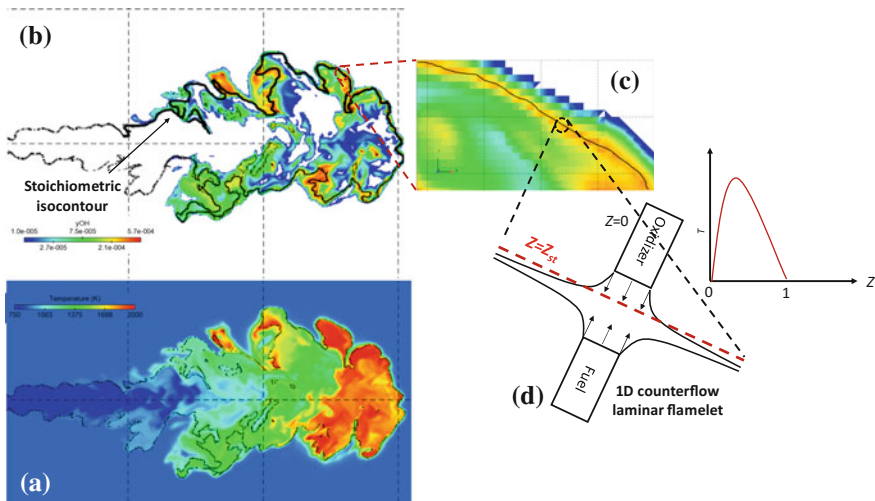 (b)
Stoichiometric
isocontour
yOH
1.0e-005 7.5e-005 5.7e-004
2.7e-005 2.1e-004
(c)
Z=0
Oxidizer
Z=Zst
T
0 1 Z
Fuel
(d)
1D counterflow
laminar flamelet
Temperature (K)
750 1063 1375 1688 2000
(a)